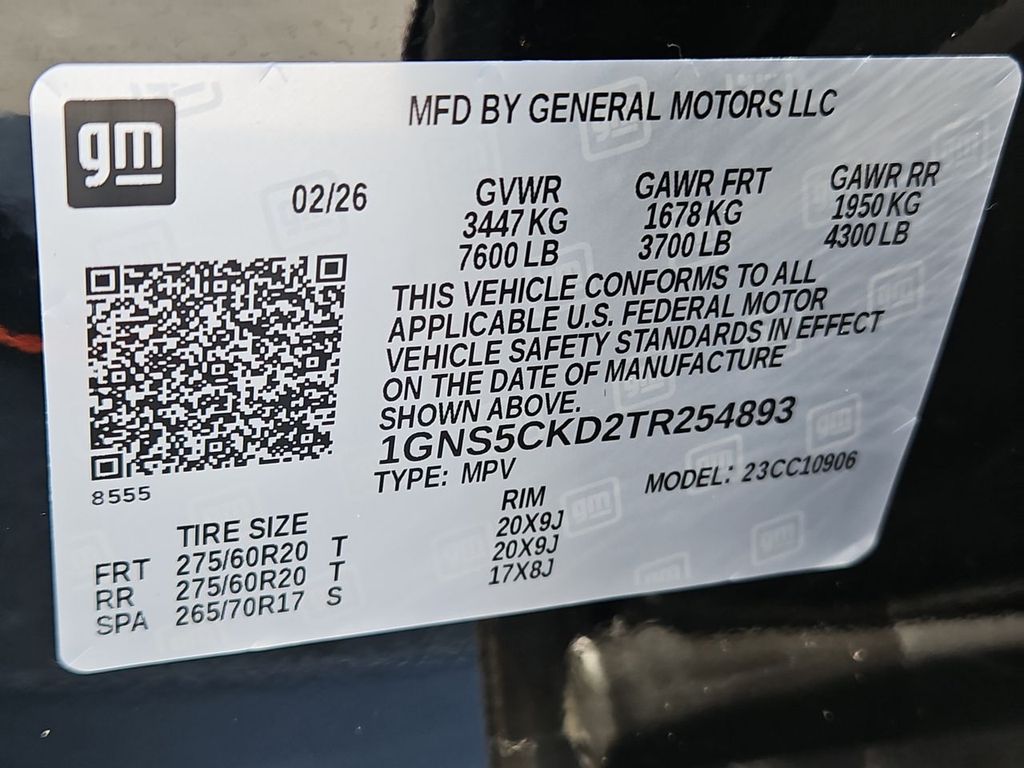 gm
MFD BY GENERAL MOTORS LLC
02/26
GVWR
3447 KG
7600 LB
GAWR FRT
1678 KG
3700 LB
GAWR RR
1950 KG
4300 LB
THIS VEHICLE CONFORMS TO ALL
APPLICABLE U.S. FEDERAL MOTOR
VEHICLE SAFETY STANDARDS IN EFFECT
ON THE DATE OF MANUFACTURE
SHOWN ABOVE.
1GNS5CKD2TR254893
TYPE: MPV
MODEL: 23CC10906
8555
TIRE SIZE RIM
FRT 275/60R20 T 20X9J
RR 275/60R20 T 20X9J
SPA 265/70R17 S 17X8J